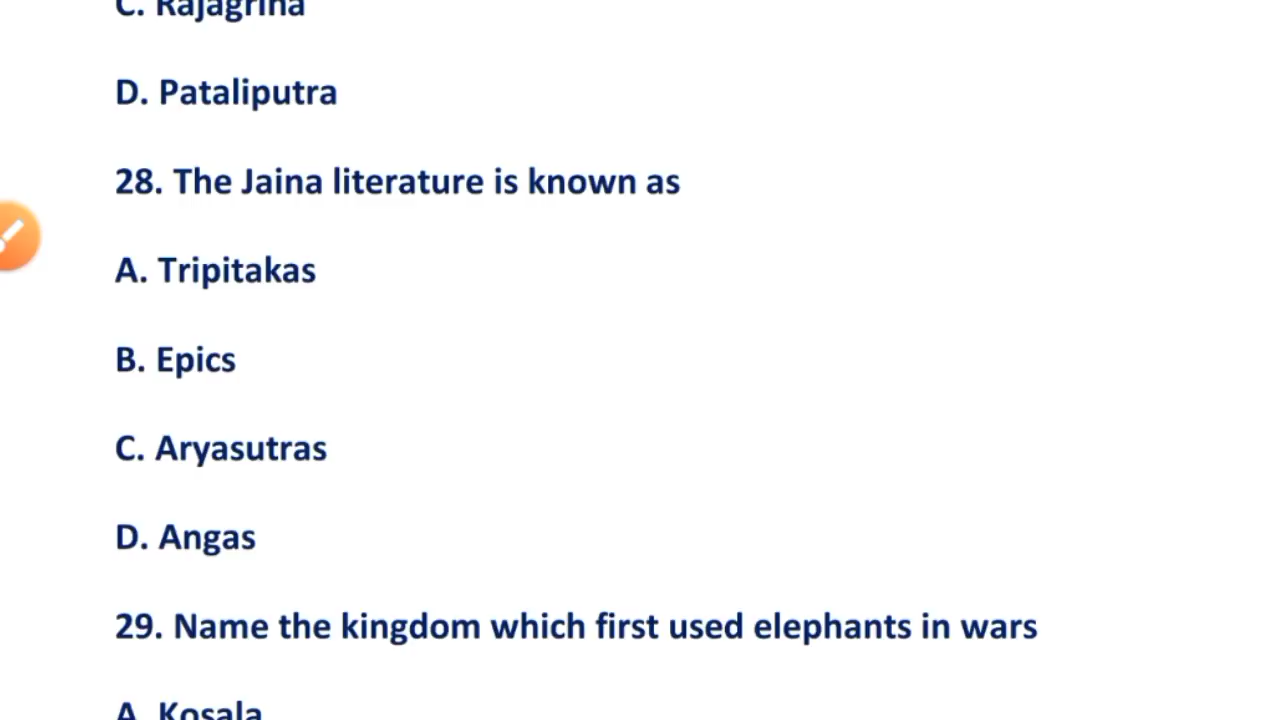 C. Rajagriha
D. Pataliputra
28. The Jaina literature is known as
A. Tripitakas
B. Epics
C. Aryasutras
D. Angas
29. Name the kingdom which first used elephants in wars
A. Kosala